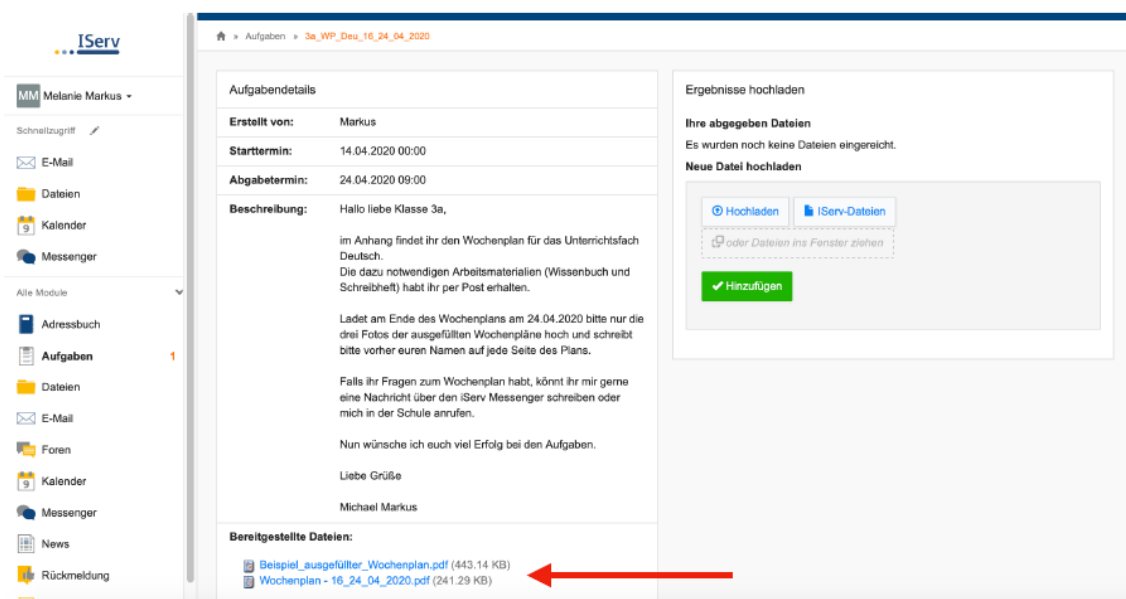 IServ
MM Melanie Markus
Schnellzugriff
E-Mail
Dateien
9 Kalender
Messenger
Alle Module
Adressbuch
Aufgaben 1
Dateien
E-Mail
Foren
9 Kalender
Messenger
News
Rückmeldung
» Aufgaben » 3a_WP_Deu_16_24_04_2020
Aufgabendetails
Erstellt von: Markus
Starttermin: 14.04.2020 00:00
Abgabetermin: 24.04.2020 09:00
Beschreibung: Hallo liebe Klasse 3a,
im Anhang findet ihr den Wochenplan für das Unterrichtsfach
Deutsch.
Die dazu notwendigen Arbeitsmaterialien (Wissenbuch und
Schreibheft) habt ihr per Post erhalten.
Ladet am Ende des Wochenplans am 24.04.2020 bitte nur die
drei Fotos der ausgefüllten Wochenpläne hoch und schreibt
bitte vorher euren Namen auf jede Seite des Plans.
Falls ihr Fragen zum Wochenplan habt, könnt ihr mir gerne
eine Nachricht über den iServ Messenger schreiben oder
mich in der Schule anrufen.
Nun wünsche ich euch viel Erfolg bei den Aufgaben.
Liebe Grüße
Michael Markus
Bereitgestellte Dateien:
Beispiel_ausgefüllter_Wochenplan.pdf (443.14 KB)
Wochenplan - 16_24_04_2020.pdf (241.29 KB)
Ergebnisse hochladen
Ihre abgegeben Dateien
Es wurden noch keine Dateien eingereicht.
Neue Datei hochladen
Hochladen IServ-Dateien
oder Dateien ins Fenster ziehen
Hinzufügen